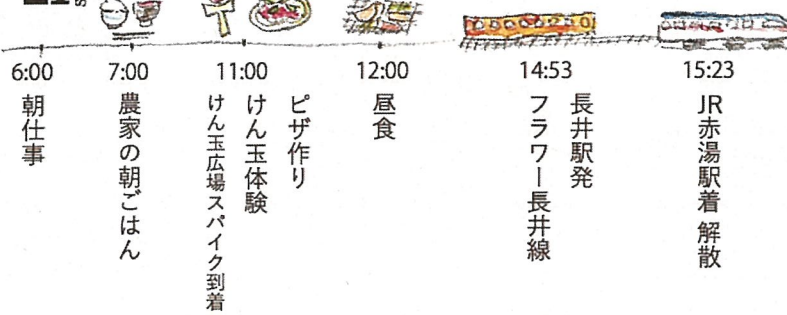 6:00
朝仕事
7:00
農家の朝ごはん
11:00
ピザ作り
けん玉体験
けん玉広場スパイク到着
12:00
昼食
14:53
長井駅発
フラワー長井線
15:23
JR赤湯駅着 解散